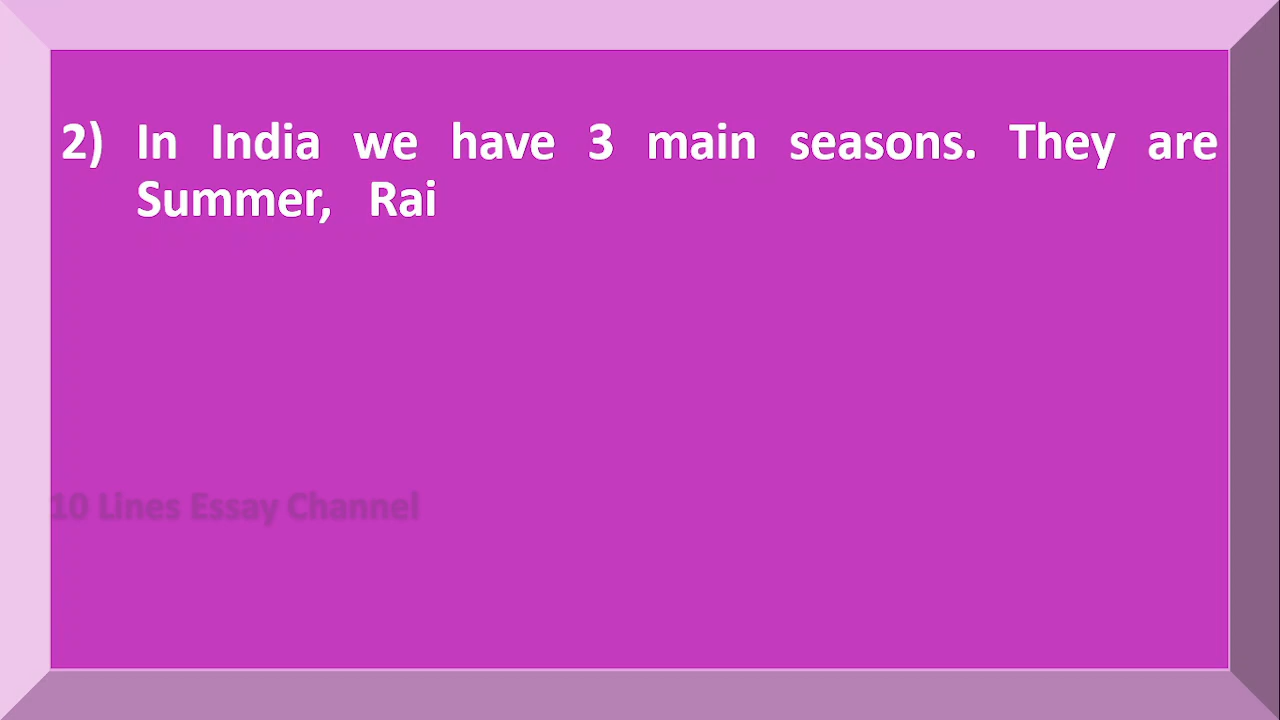 2) In India we have 3 main seasons. They are
Summer, Rai
10 Lines Essay Channel